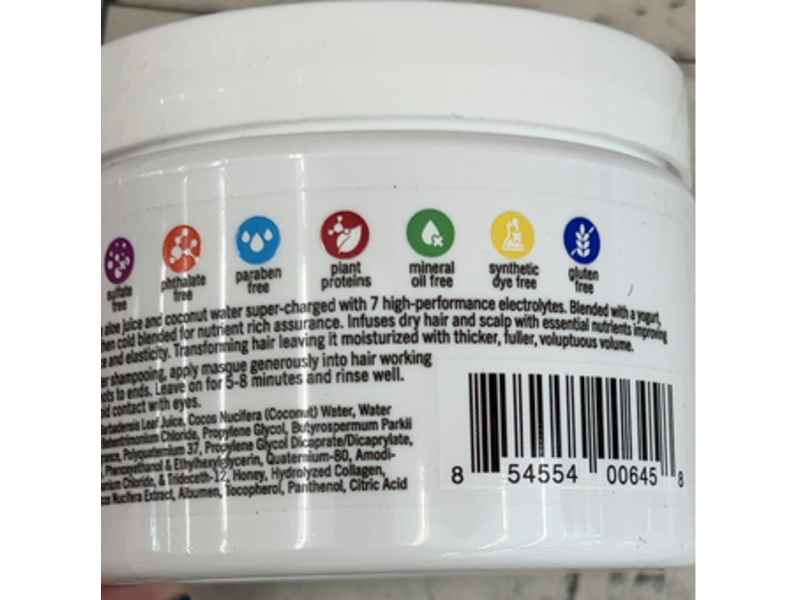 sulfate free
phthalate free
paraben free
plant proteins
mineral oil free
synthetic dye free
gluten free
aloe juice and coconut water super-charged with 7 high-performance electrolytes. Blended with a yogurt,
then cold blended for nutrient rich assurance. Infuses dry hair and scalp with essential nutrients improving
and elasticity. Transforming hair leaving it moisturized with thicker, fuller, voluptuous volume.
shampooing, apply masque generously into hair working
to ends. Leave on for 5-8 minutes and rinse well.
contact with eyes.
Leaf Juice, Cocos Nucifera (Coconut) Water, Water
Chloride, Propylene Glycol, Butyrospermum Parkii
Polyquaternium 37, Propylene Glycol Dicaprate/Dicaprylate,
Phenoxyethanol & Ethylhexylglycerin, Quaternium-80, Amodi-
Chloride, & Trideceth-12, Honey, Hydrolyzed Collagen,
Nucifera Extract, Albumen, Tocopherol, Panthenol, Citric Acid
8 54554 00645 8